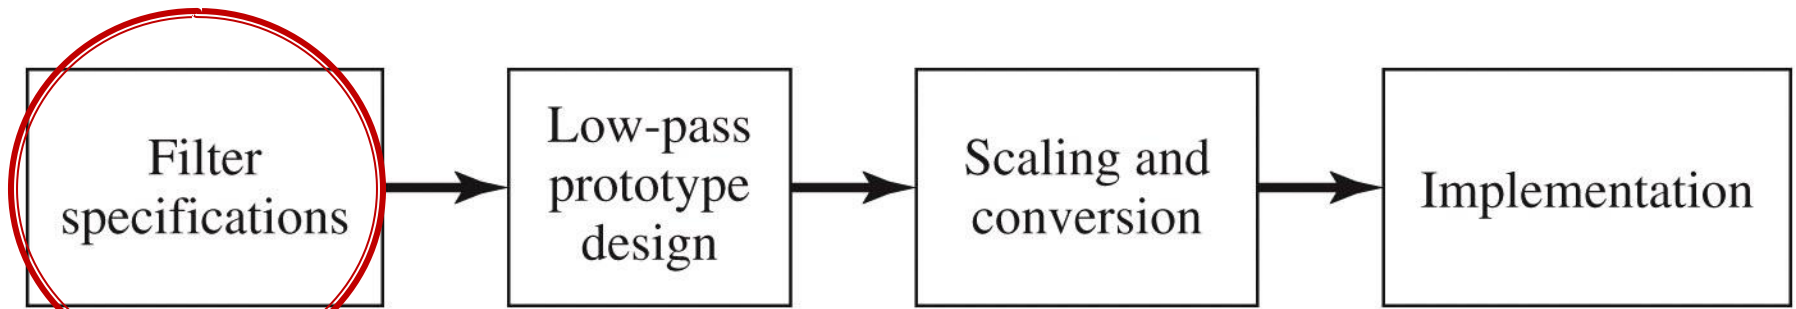 Filter
specifications
Low-pass
prototype
design
Scaling and
conversion
Implementation